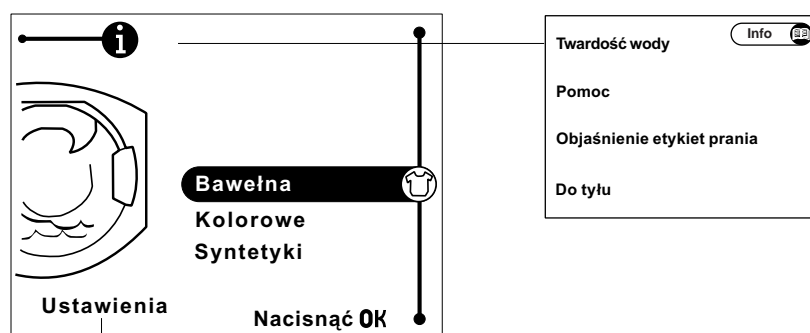 Bawełna
Kolorowe
Syntetyki
Ustawienia
Nacisnąć OK
Twardość wody
Info
Pomoc
Objaśnienie etykiet prania
Do tyłu